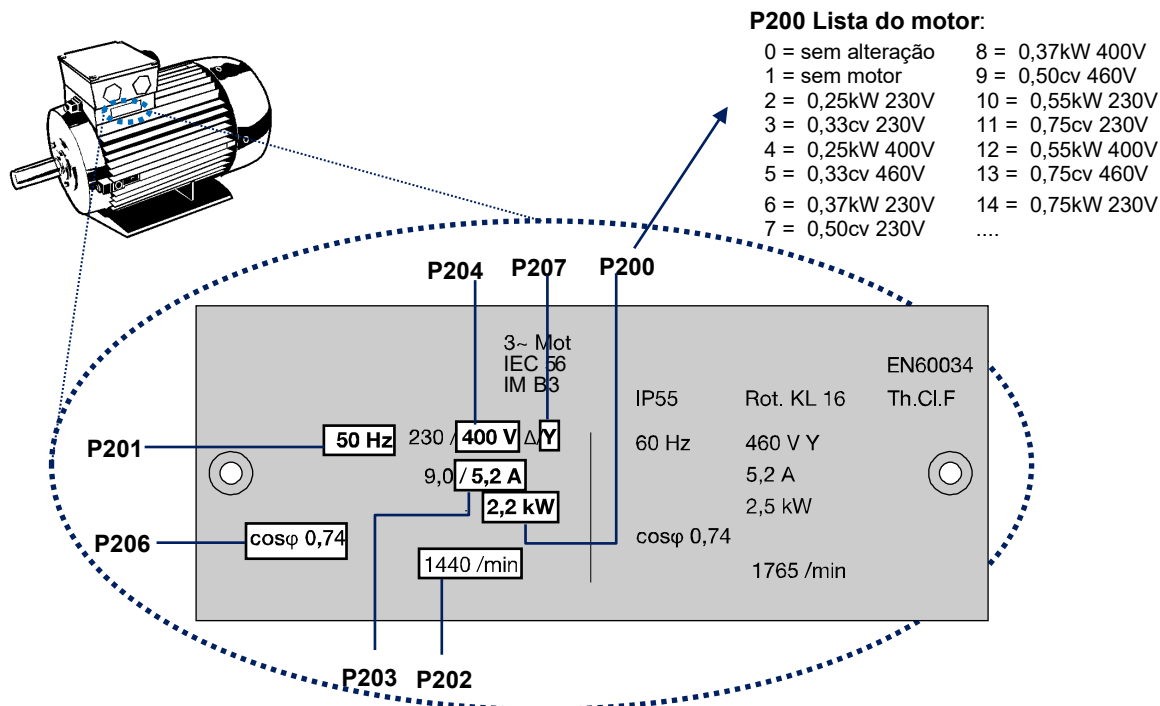 P200 Lista do motor:
0 = sem alteração
1 = sem motor
2 = 0,25kW 230V
3 = 0,33cv 230V
4 = 0,25kW 400V
5 = 0,33cv 460V
6 = 0,37kW 230V
7 = 0,50cv 230V
8 = 0,37kW 400V
9 = 0,50cv 460V
10 = 0,55kW 230V
11 = 0,75cv 230V
12 = 0,55kW 400V
13 = 0,75cv 460V
14 = 0,75kW 230V
....
P204 P207 P200
3~ Mot
IEC 56
IM B3
EN60034
IP55 Rot. KL 16 Th.Cl.F
P201
50 Hz 230 / 400 V Δ/Y
60 Hz 460 V Y
9,0 / 5,2 A
5,2 A
2,2 kW
2,5 kW
P206
cosφ 0,74
cosφ 0,74
1440 /min
1765 /min
P203 P202